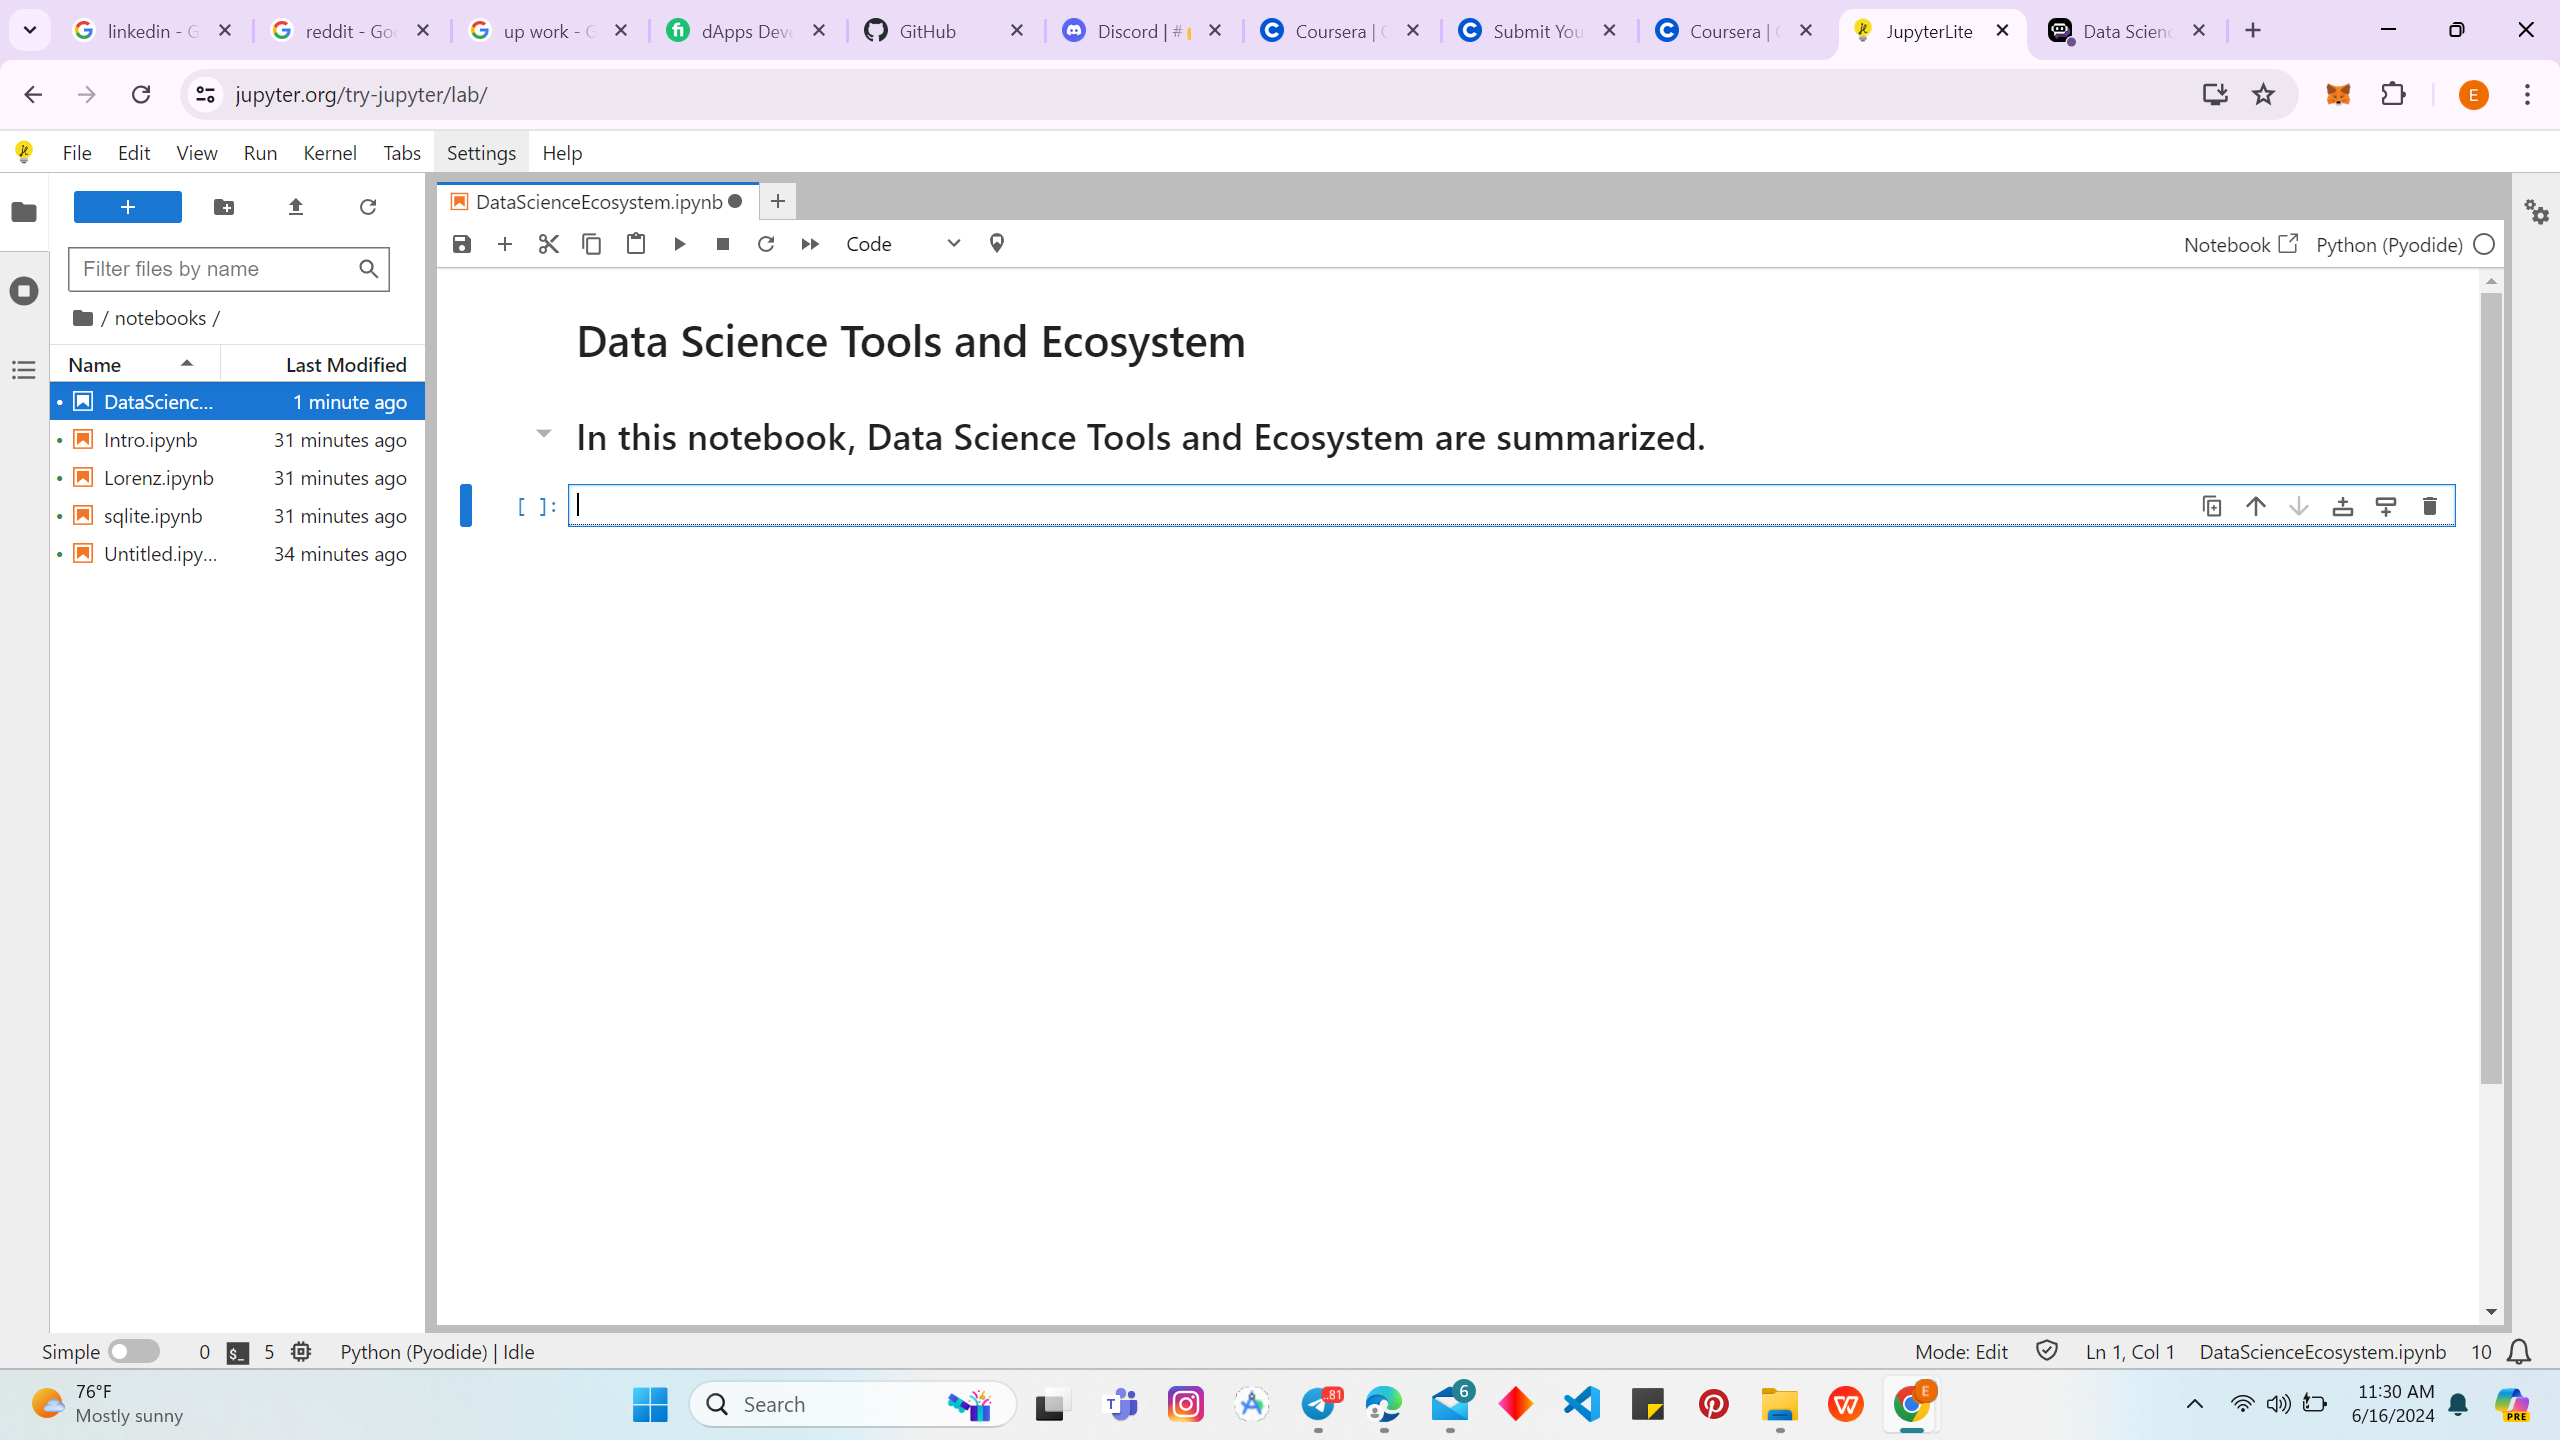 linkedin - G
reddit - Goo
up work - G
dApps Deve
GitHub
Discord | #
Coursera | C
Submit You
Coursera | C
JupyterLite
Data Scienc
jupyter.org/try-jupyter/lab/
E
File Edit View Run Kernel Tabs Settings Help
DataScienceEcosystem.ipynb
Code
Notebook
Python (Pyodide)
Filter files by name
/ notebooks /
Name Last Modified
DataScienc... 1 minute ago
Intro.ipynb 31 minutes ago
Lorenz.ipynb 31 minutes ago
sqlite.ipynb 31 minutes ago
Untitled.ipy... 34 minutes ago
Data Science Tools and Ecosystem
In this notebook, Data Science Tools and Ecosystem are summarized.
[ ]:
Simple 0 $_ 5 Python (Pyodide) | Idle
Mode: Edit Ln 1, Col 1 DataScienceEcosystem.ipynb 10
76°F
Mostly sunny
Search
..81
6
E
11:30 AM
6/16/2024
PRE